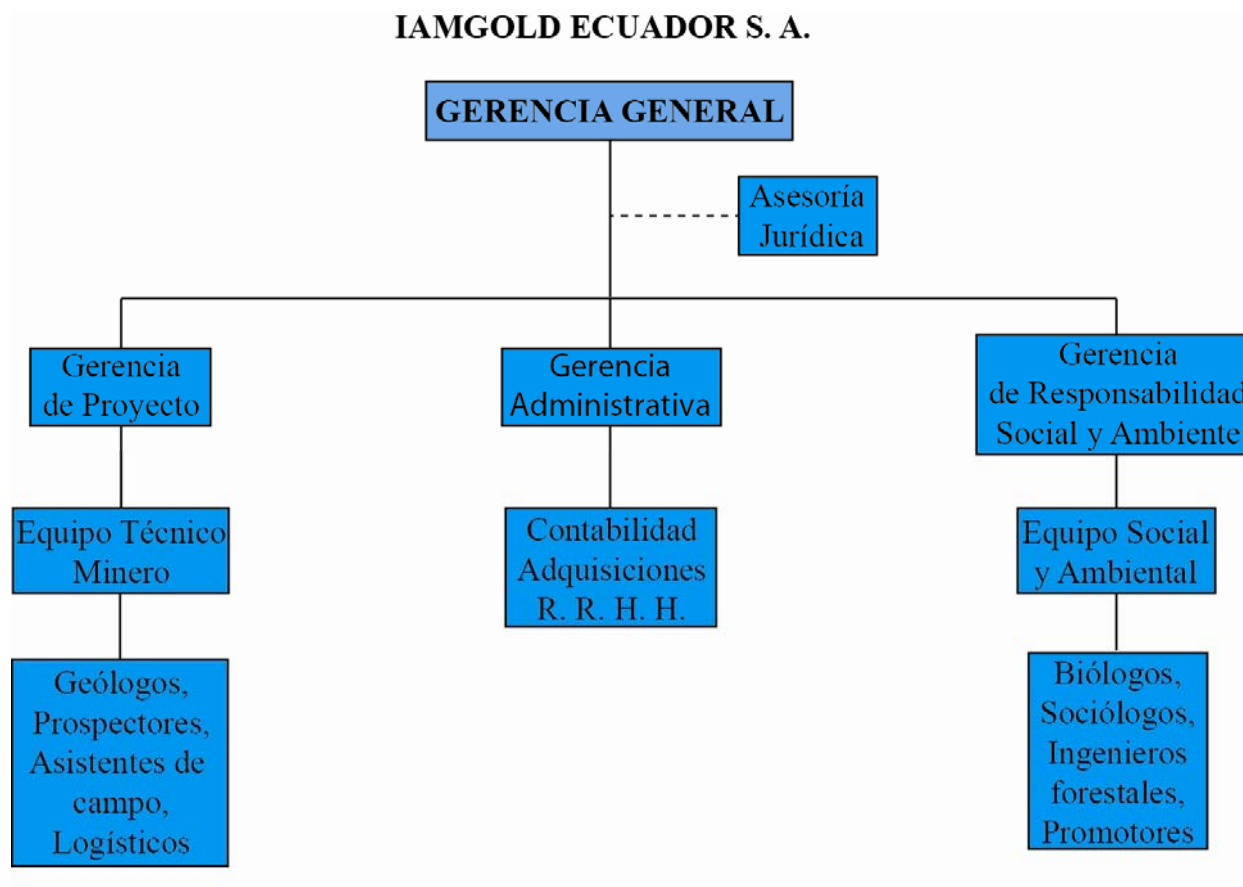 IAMGOLD ECUADOR S. A.
GERENCIA GENERAL
Asesoría
Jurídica
Gerencia
de Proyecto
Gerencia
Administrativa
Gerencia
de Responsabilidad
Social y Ambiente
Equipo Técnico
Minero
Contabilidad
Adquisiciones
R. R. H. H.
Equipo Social
y Ambiental
Geólogos,
Prospectores,
Asistentes de
campo,
Logísticos
Biólogos,
Sociólogos,
Ingenieros
forestales,
Promotores